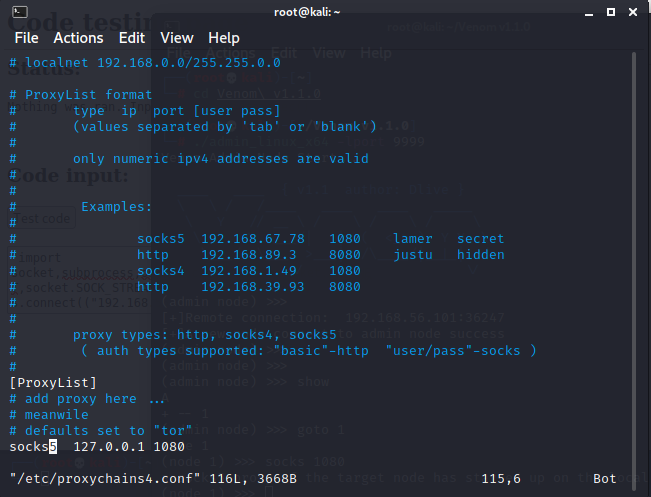 root@kali: ~
File Actions Edit View Help
# localnet 192.168.0.0/255.255.0.0
# ProxyList format
# type ip port [user pass]
# (values separated by 'tab' or 'blank')
#
# only numeric ipv4 addresses are valid
#
#
# Examples:
#
# socks5 192.168.67.78 1080 lamer secret
# http 192.168.89.3 8080 justu hidden
# socks4 192.168.1.49 1080
# http 192.168.39.93 8080
#
#
# proxy types: http, socks4, socks5
# ( auth types supported: "basic"-http "user/pass"-socks )
#
[ProxyList]
# add proxy here ...
# meanwile
# defaults set to "tor"
socks5 127.0.0.1 1080
"/etc/proxychains4.conf" 116L, 3668B 115,6 Bot